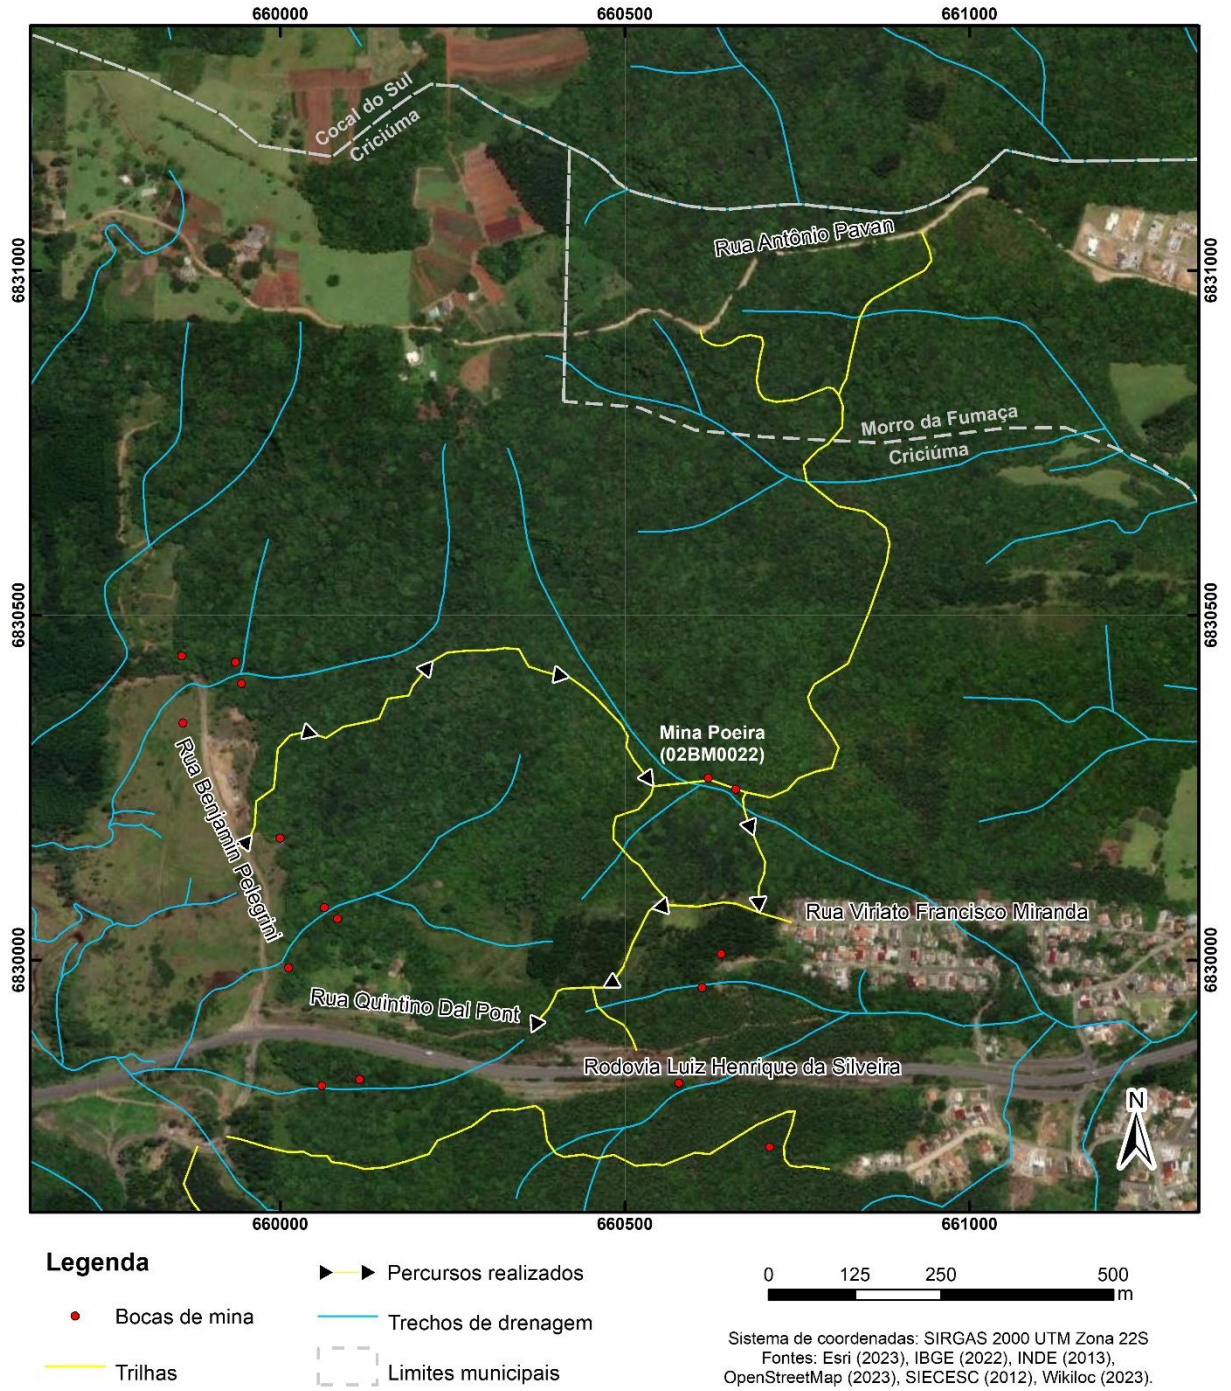 660000
660500
661000
Cocal do Sul
Criciúma
Rua Antônio Pavan
6831000
6831000
Morro da Fumaça
Criciúma
6830500
6830500
Mina Poeira
(02BM0022)
Rua Benjamin Pelegrini
Rua Viriato Francisco Miranda
6830000
6830000
Rua Quintino Dal Pont
Rodovia Luiz Henrique da Silveira
N
660000
660500
661000
Legenda
Bocas de mina
Trilhas
Percursos realizados
Trechos de drenagem
Limites municipais
0 125 250 500
m
Sistema de coordenadas: SIRGAS 2000 UTM Zona 22S
Fontes: Esri (2023), IBGE (2022), INDE (2013),
OpenStreetMap (2023), SIECESC (2012), Wikiloc (2023).